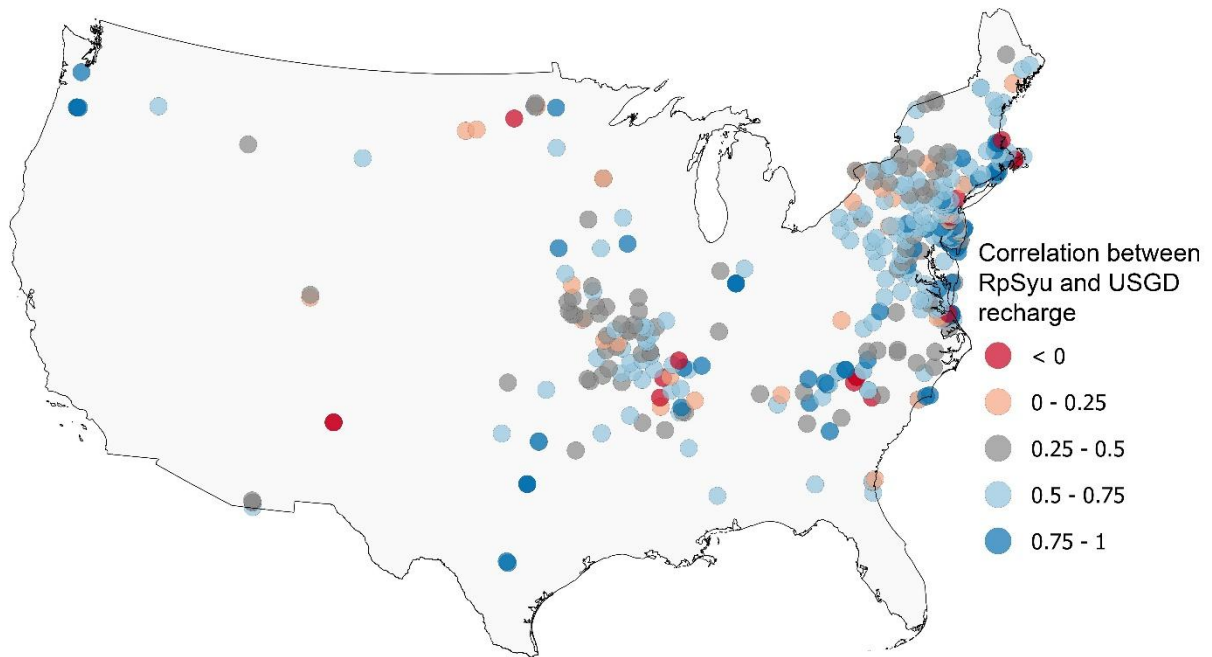 Correlation between
RpSyu and USGD
recharge
< 0
0 - 0.25
0.25 - 0.5
0.5 - 0.75
0.75 - 1